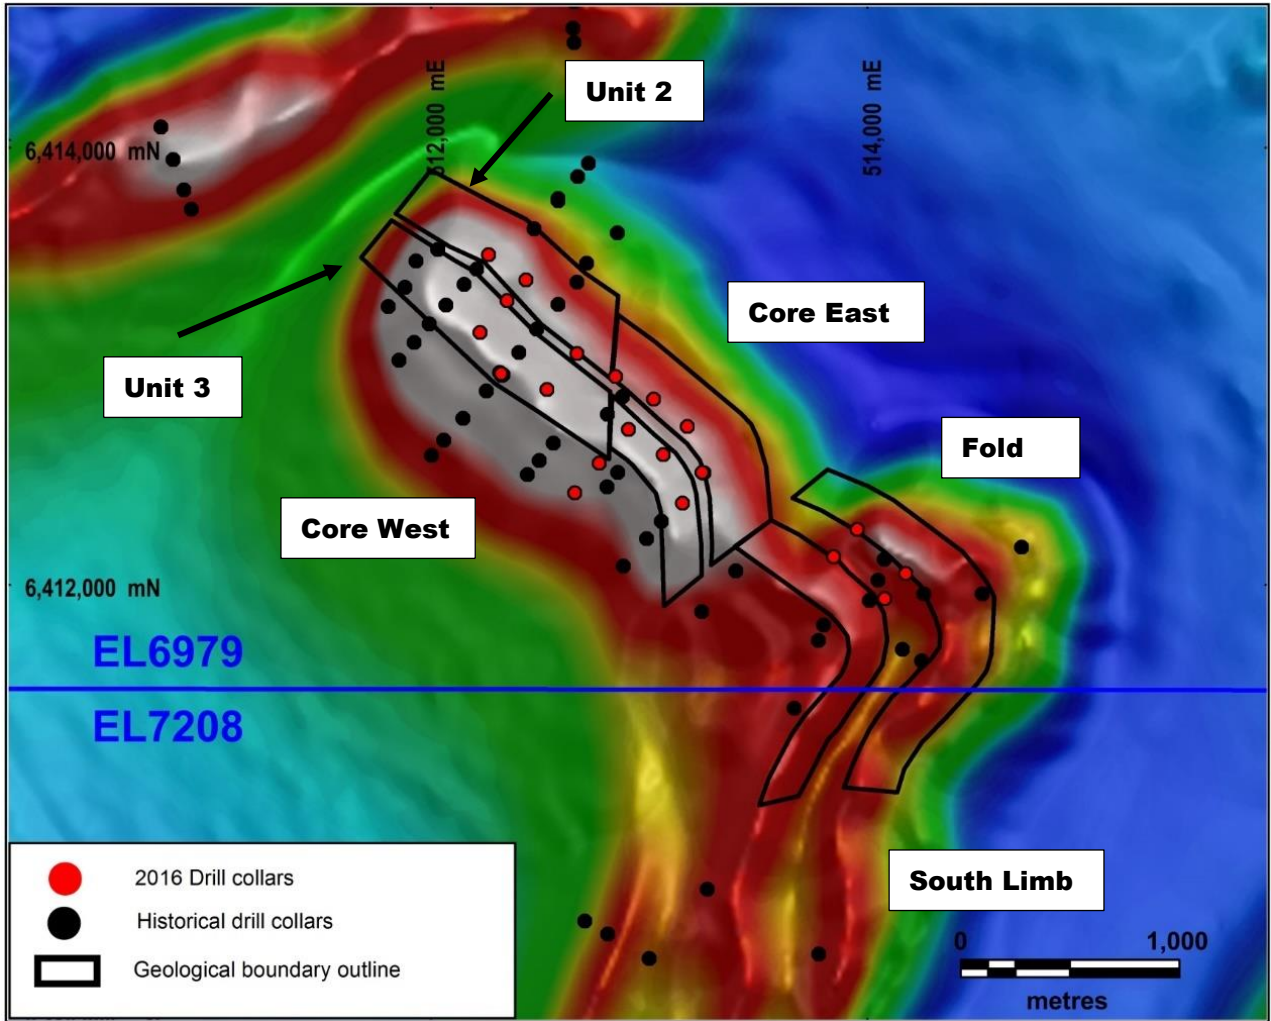 Unit 2
512,000 mE
514,000 mE
6,414,000 mN
Core East
Unit 3
Fold
Core West
6,412,000 mN
EL6979
EL7208
South Limb
2016 Drill collars
Historical drill collars
Geological boundary outline
0 1,000
metres